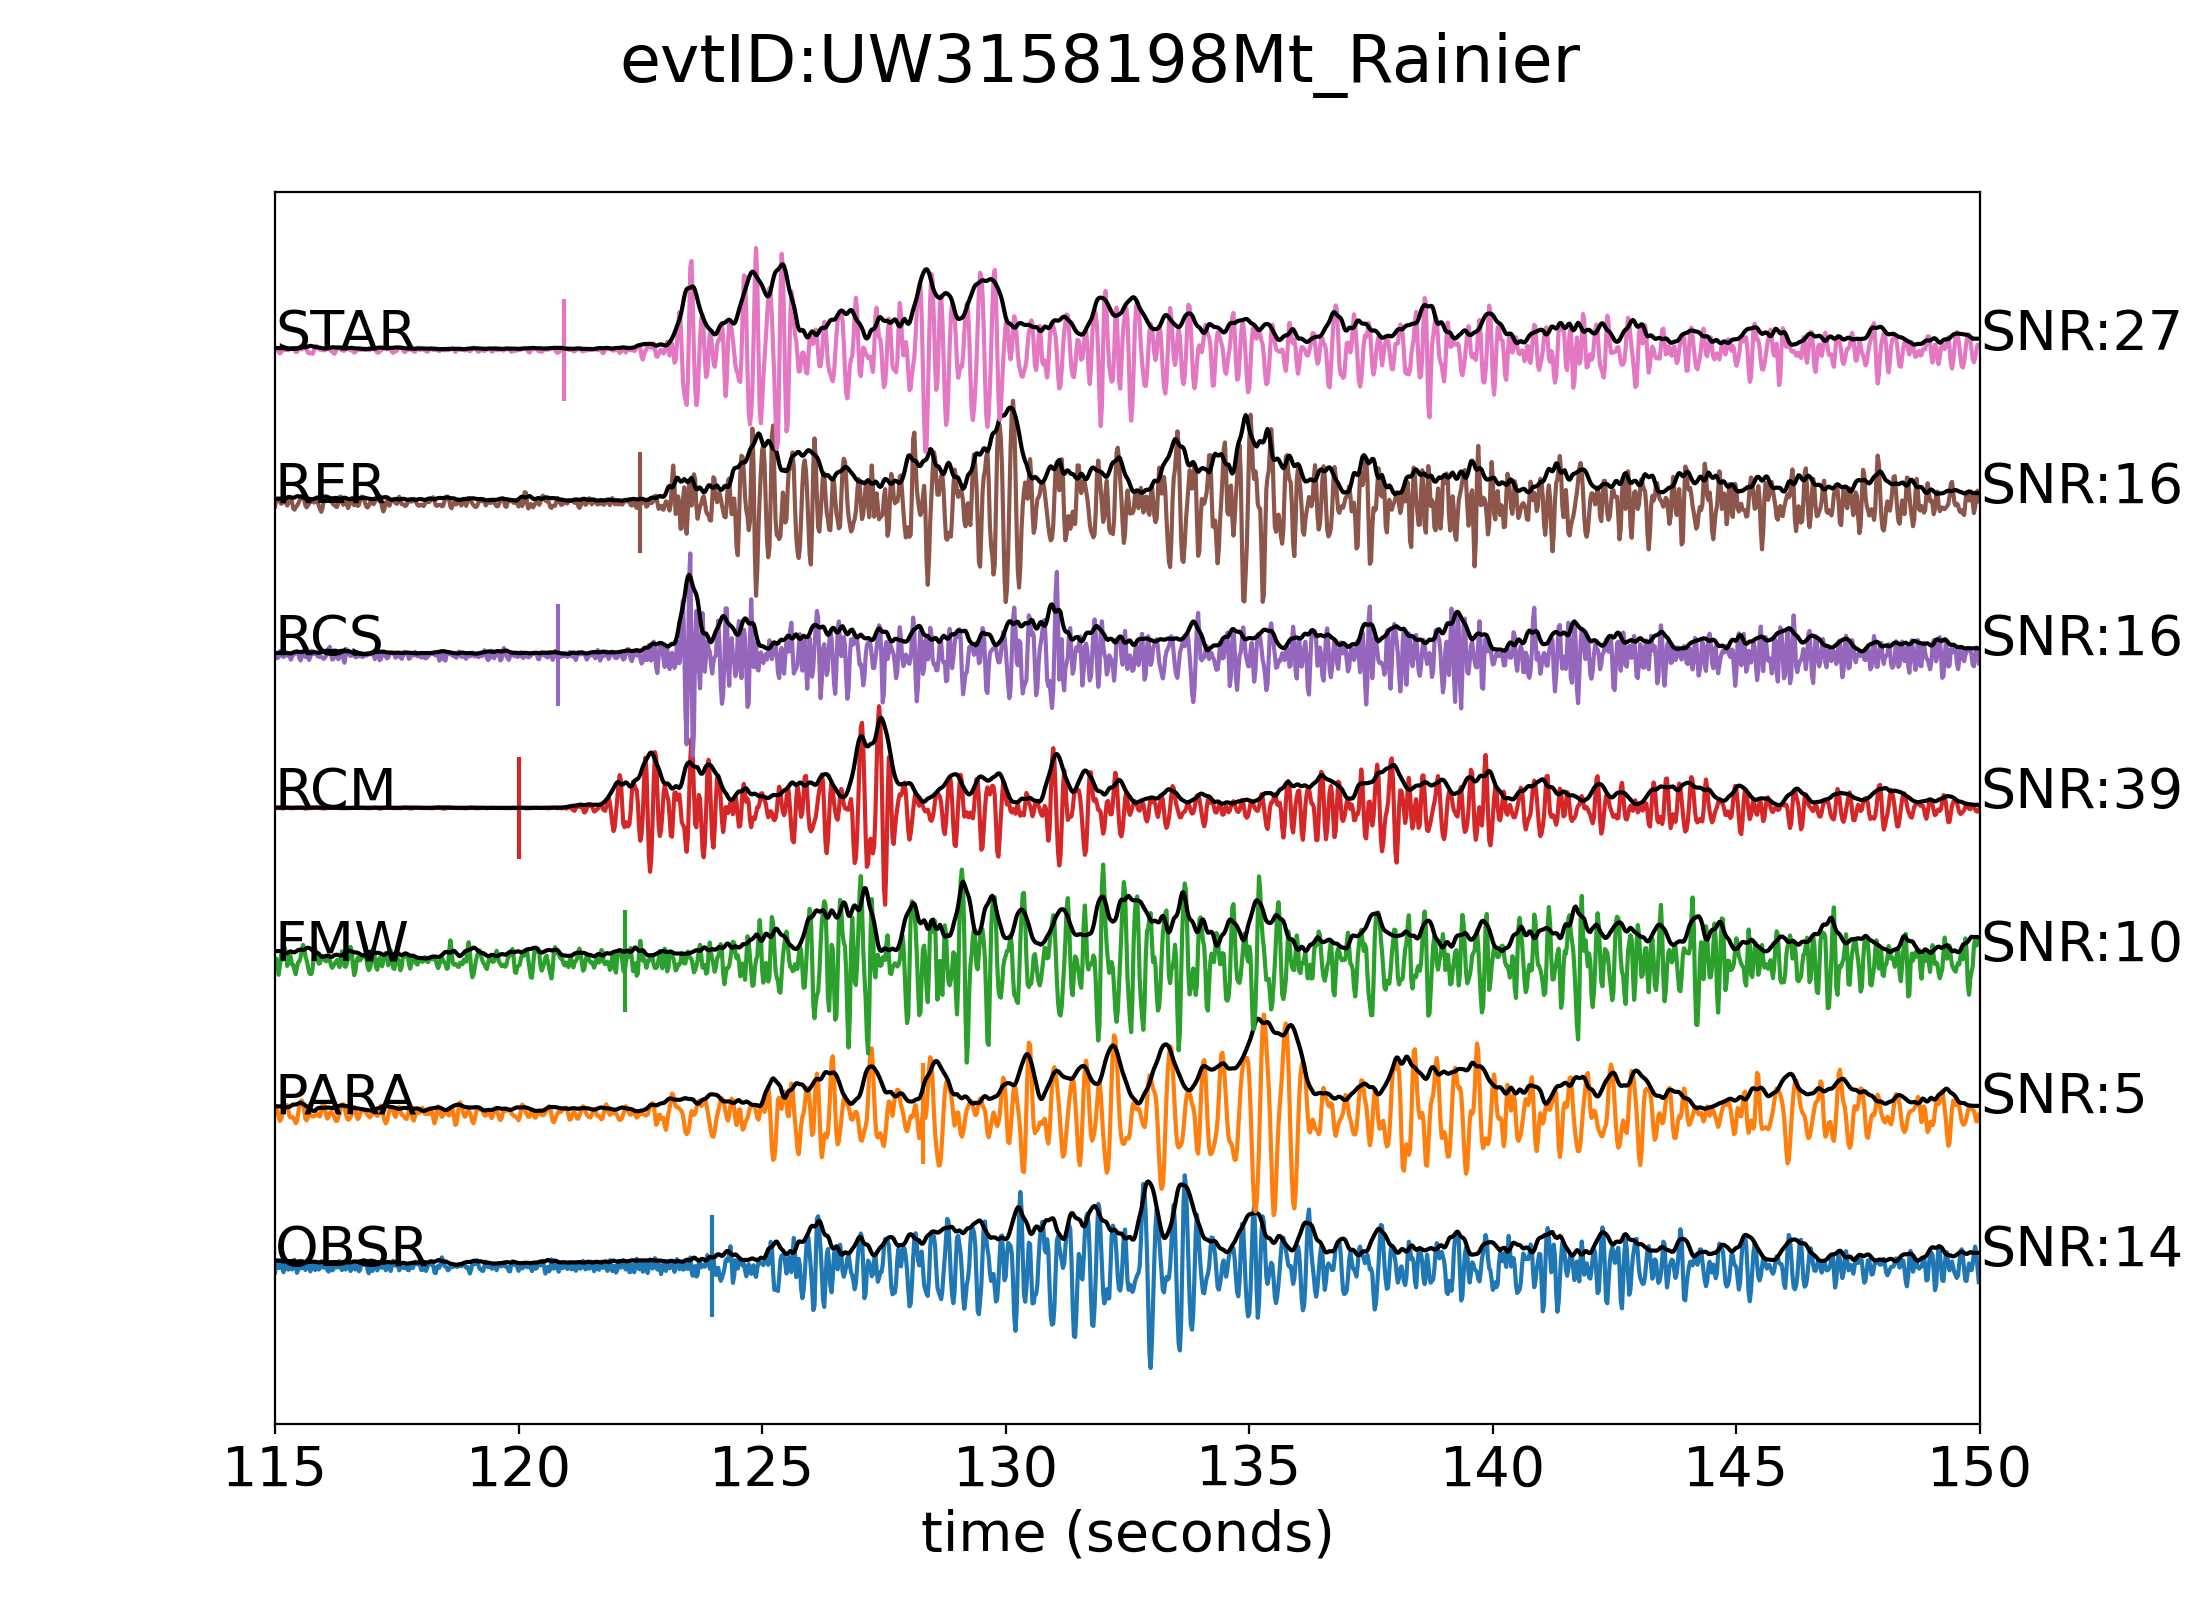 evtID:UW3158198Mt_Rainier
STAR SNR:27
RER SNR:16
RCS SNR:16
RCM SNR:39
FMW SNR:10
PARA SNR:5
OBSR SNR:14
115 120 125 130 135 140 145 150
time (seconds)